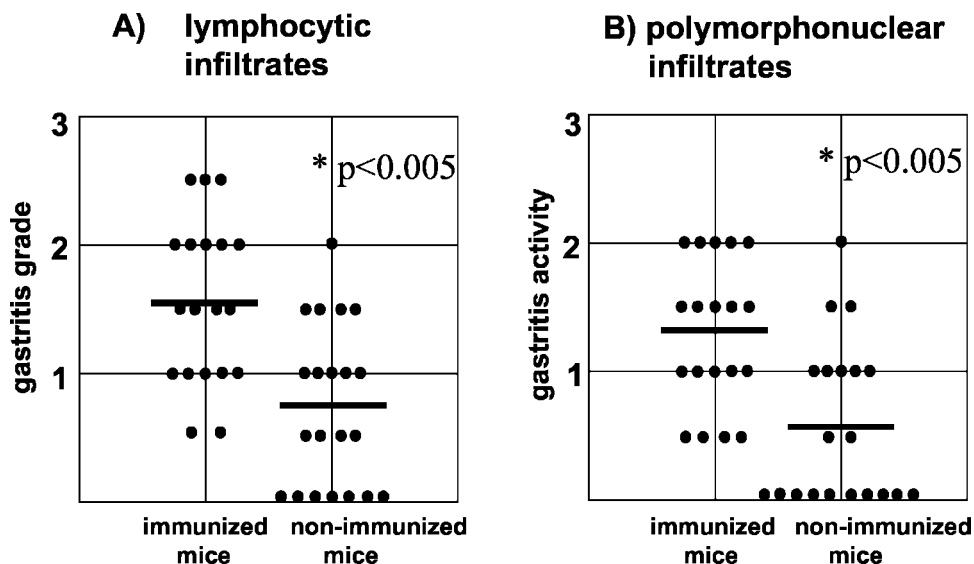 A) lymphocytic
infiltrates
3
2
1
gastritis grade
* p<0.005
immunized
mice
non-immunized
mice
B) polymorphonuclear
infiltrates
3
2
1
gastritis activity
* p<0.005
immunized
mice
non-immunized
mice